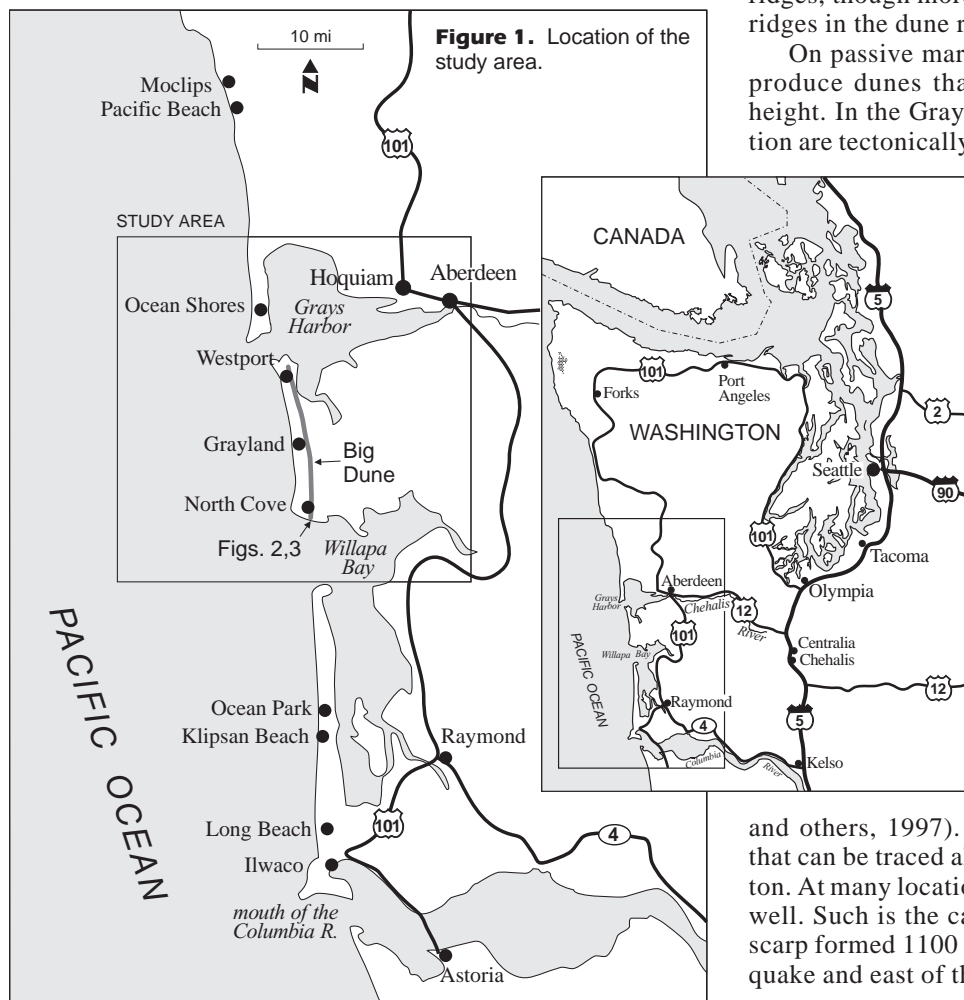 ridges, though more
ridges in the dune r
On passive mar
produce dunes tha
height. In the Gray
tion are tectonically
Figure 1. Location of the
study area.
10 mi
N
Moclips
Pacific Beach
101
STUDY AREA
Hoquiam
Aberdeen
Ocean Shores
Grays
Harbor
Westport
Grayland
Big
Dune
North Cove
Figs. 2,3
Willapa
Bay
PACIFIC OCEAN
Ocean Park
Klipsan Beach
Raymond
Long Beach
101
4
Ilwaco
mouth of the
Columbia R.
Astoria
CANADA
5
101
Port
Angeles
Forks
2
WASHINGTON
Seattle
90
101
Tacoma
Olympia
Aberdeen
Grays
Harbor
Chehalis
River
12
101
Centralia
Chehalis
Willapa Bay
PACIFIC OCEAN
12
Raymond
4
5
Columbia
River
Kelso
and others, 1997).
that can be traced al
ton. At many locatio
well. Such is the ca
scarp formed 1100
quake and east of th